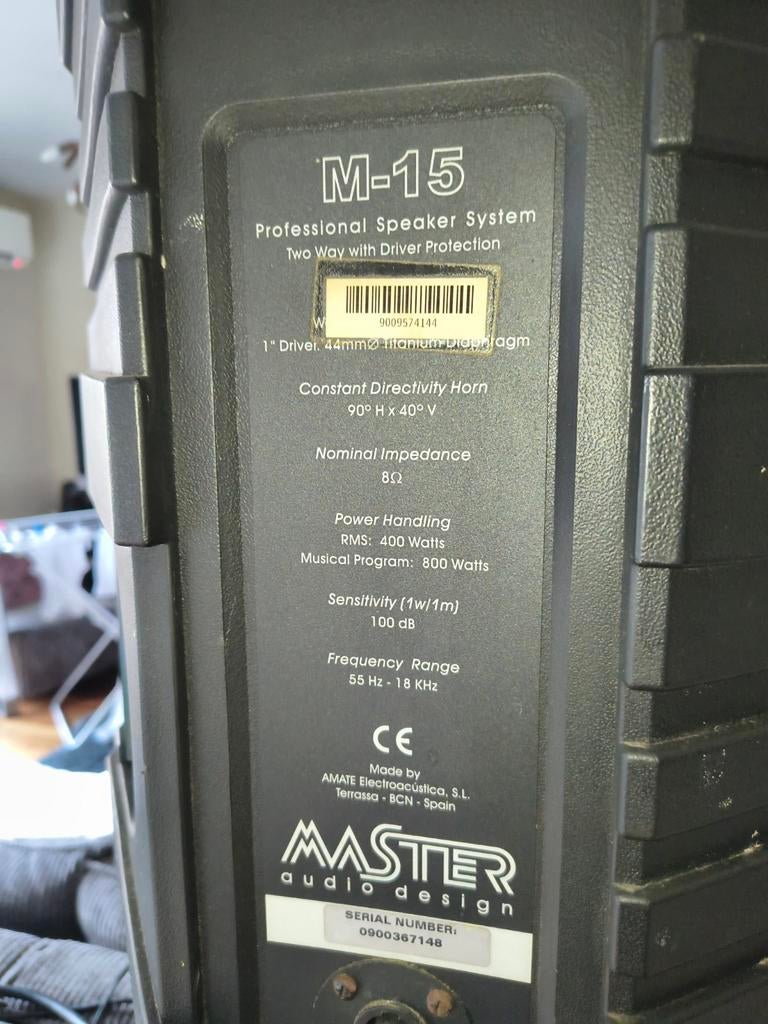 M-15
Professional Speaker System
Two Way with Driver Protection
9009574144
1" Driver. 44mmØ Titanium Diaphragm
Constant Directivity Horn
90º H x 40º V
Nominal Impedance
8Ω
Power Handling
RMS: 400 Watts
Musical Program: 800 Watts
Sensitivity (1w/1m)
100 dB
Frequency Range
55 Hz - 18 KHz
CE
Made by
AMATE Electroacústica, S.L.
Terrassa - BCN - Spain
MASTER
audio design
SERIAL NUMBER:
0900367148